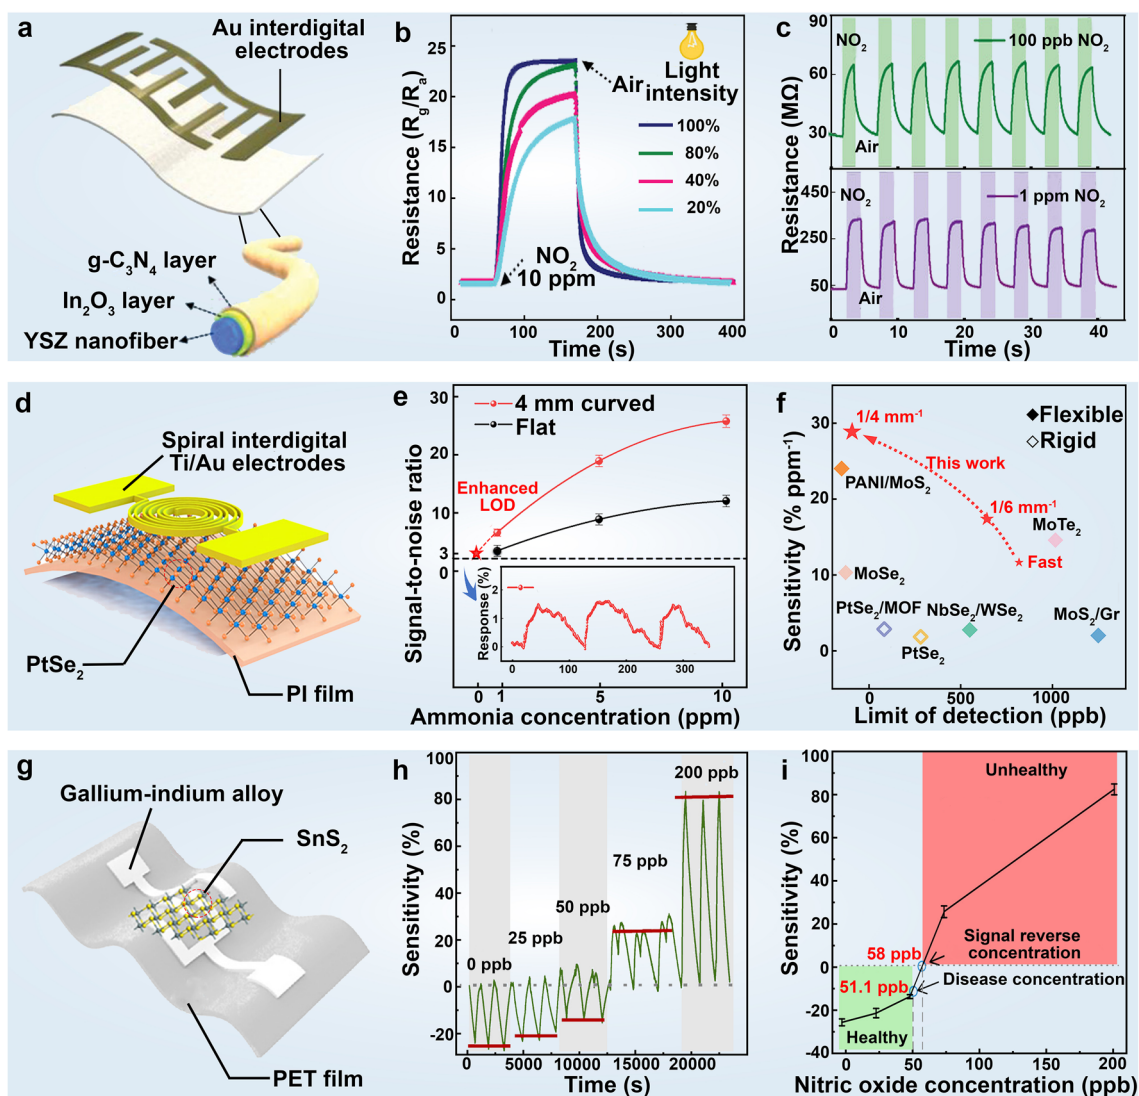 a
Au interdigital
electrodes
g-C3N4 layer
In2O3 layer
YSZ nanofiber
b
Resistance (Rg/Ra)
25
20
15
10
5
0
Air
Light
intensity
100%
80%
40%
20%
NO2
10 ppm
100
200
300
400
Time (s)
c
Resistance (MΩ)
90
60
30
NO2
100 ppb NO2
Air
450
250
50
NO2
1 ppm NO2
Air
0
10
20
30
40
Time (s)
d
Spiral interdigital
Ti/Au electrodes
PtSe2
PI film
e
Signal-to-noise ratio
30
20
10
3
0
4 mm curved
Flat
Enhanced
LOD
Response (%)
2
1
0
0
100
200
300
0
1
5
10
Ammonia concentration (ppm)
f
Sensitivity (% ppm-1)
30
20
10
0
1/4 mm-1
Flexible
Rigid
This work
PANI/MoS2
1/6 mm-1
MoTe2
Fast
MoSe2
PtSe2/MOF
NbSe2/WSe2
MoS2/Gr
PtSe2
0
500
1000
Limit of detection (ppb)
g
Gallium-indium alloy
SnS2
PET film
h
Sensitivity (%)
100
80
60
40
20
0
-20
0 ppb
25 ppb
50 ppb
75 ppb
200 ppb
0
5000
10000
15000
20000
Time (s)
i
Sensitivity (%)
100
80
60
40
20
0
-20
-40
Unhealthy
58 ppb
Signal reverse
concentration
51.1 ppb
Disease concentration
Healthy
0
50
100
150
200
Nitric oxide concentration (ppb)